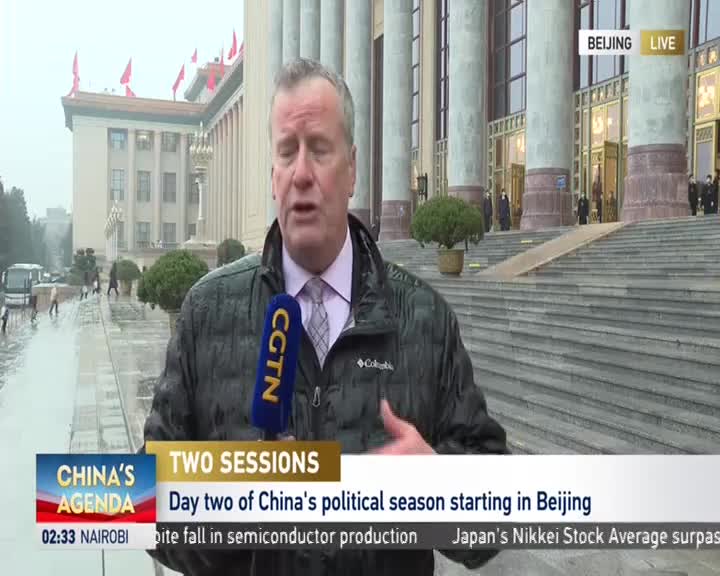 BEIJING LIVE
Columbia
CGTN
TWO SESSIONS
CHINA'S
AGENDA
Day two of China's political season starting in Beijing
02:33 NAIROBI
pite fall in semiconductor production Japan's Nikkei Stock Average surpas